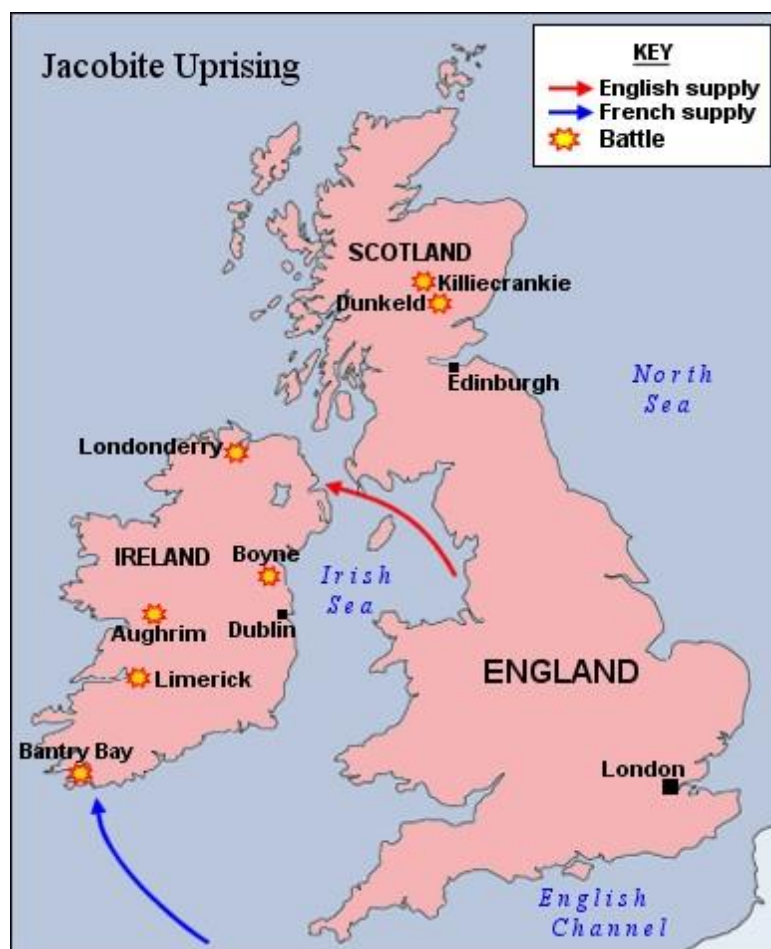 Jacobite Uprising
KEY
English supply
French supply
Battle
SCOTLAND
Killiecrankie
Dunkeld
Edinburgh
North
Sea
Londonderry
IRELAND
Boyne
Irish
Sea
Aughrim
Dublin
Limerick
ENGLAND
Bantry Bay
London
English
Channel